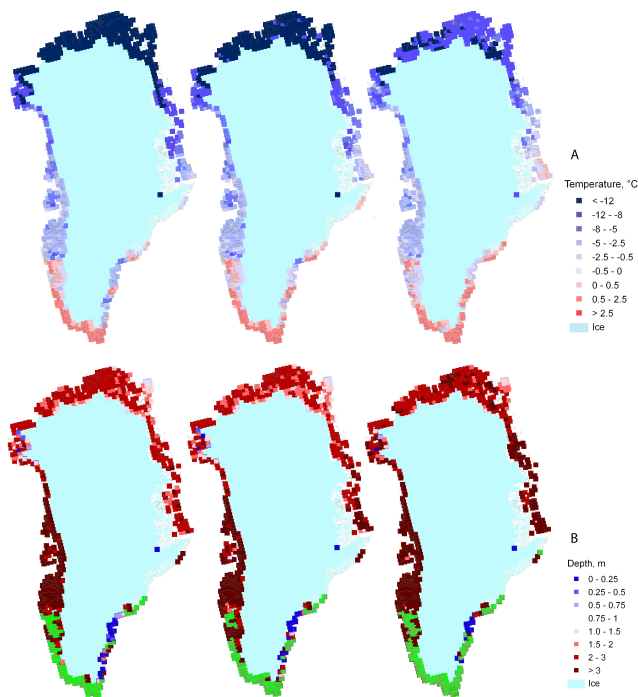 A
Temperature, °C
< -12
-12 - -8
-8 - -5
-5 - -2.5
-2.5 - -0.5
-0.5 - 0
0 - 0.5
0.5 - 2.5
> 2.5
Ice
B
Depth, m
0 - 0.25
0.25 - 0.5
0.5 - 0.75
0.75 - 1
1.0 - 1.5
1.5 - 2
2 - 3
> 3
Ice